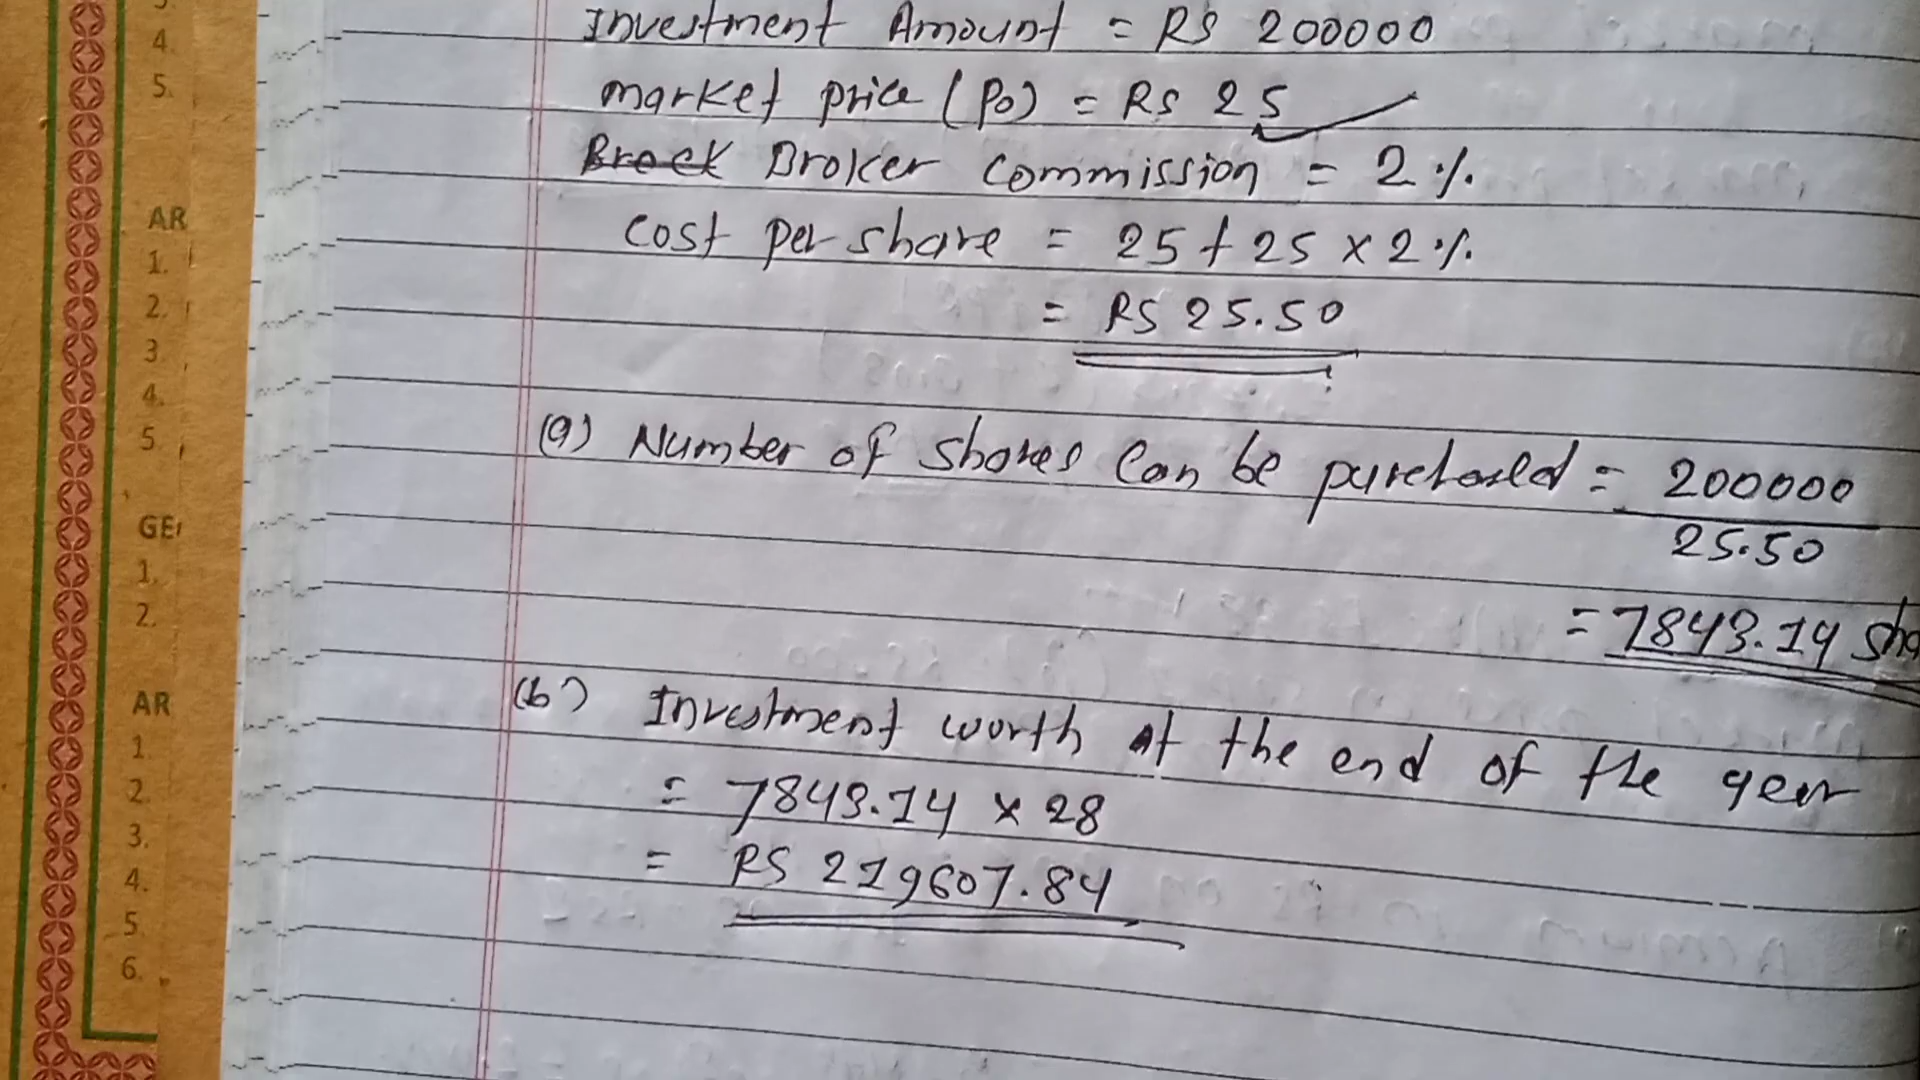 4.
5.
AR
1.
2.
3.
4.
5.
GE
1.
2.
AR
1.
2.
3.
4.
5.
6.
Investment Amount = RS 200000
market price (Po) = RS 25
Broker Commission = 2%
cost per share = 25 + 25 x 2%
= RS 25.50
(a) Number of shares Can be purchased = 200000
25.50
= 7843.14 sha
(b) Investment worth at the end of the year
= 7843.14 x 28
= RS 219607.84